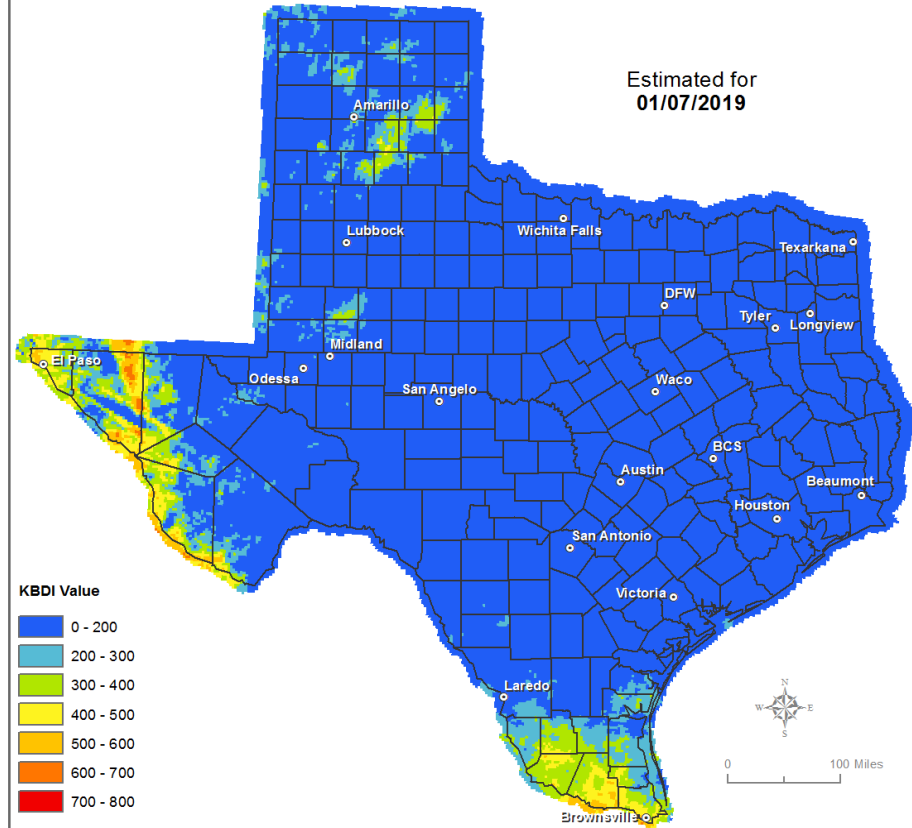 Estimated for
01/07/2019
Amarillo
Lubbock
Wichita Falls
Texarkana
DFW
Tyler
Longview
Midland
El Paso
Odessa
San Angelo
Waco
BCS
Austin
Beaumont
Houston
San Antonio
Victoria
Laredo
Brownsville
KBDI Value
0 - 200
200 - 300
300 - 400
400 - 500
500 - 600
600 - 700
700 - 800
N
W E
S
0 100 Miles